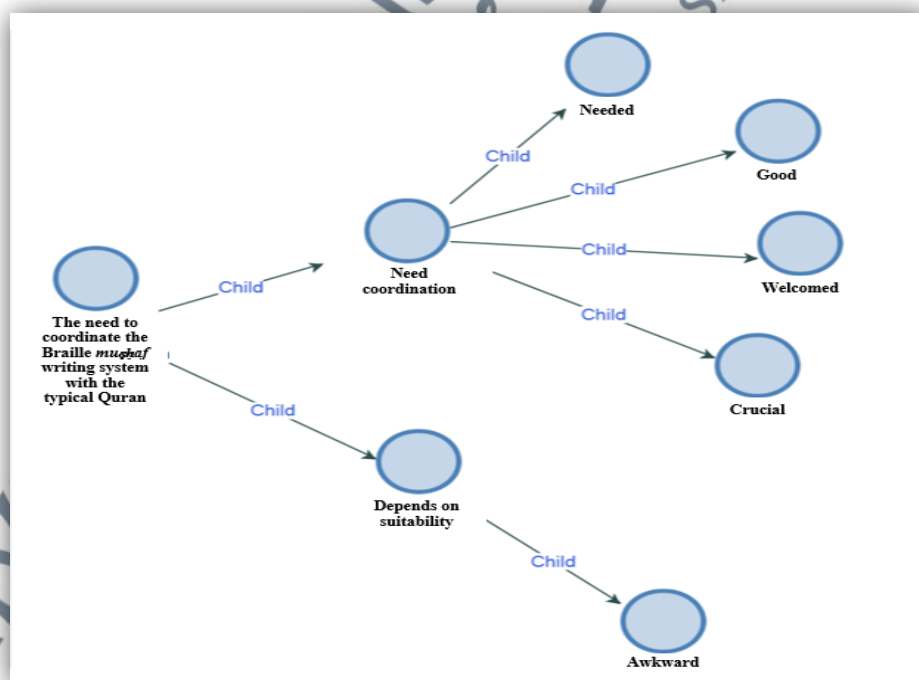 Needed
Child
Good
Child
Need
coordination
Child
Welcomed
Child
The need to
coordinate the
Braille mushaf
writing system
with the
typical Quran
Child
Crucial
Child
Depends on
suitability
Child
Awkward